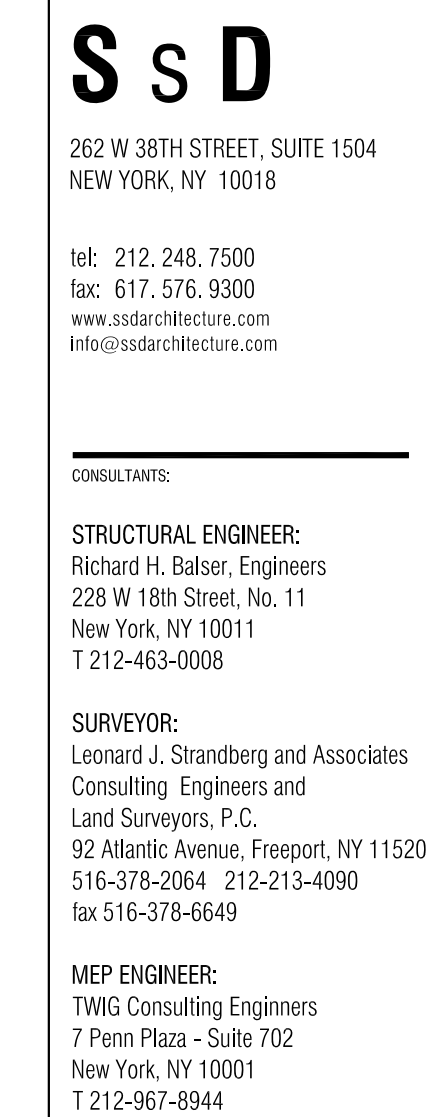 S s D
262 W 38TH STREET, SUITE 1504
NEW YORK, NY 10018
tel: 212. 248. 7500
fax: 617. 576. 9300
www.ssdarchitecture.com
info@ssdarchitecture.com
CONSULTANTS:
STRUCTURAL ENGINEER:
Richard H. Balser, Engineers
228 W 18th Street, No. 11
New York, NY 10011
T 212-463-0008
SURVEYOR:
Leonard J. Strandberg and Associates
Consulting Engineers and
Land Surveyors, P.C.
92 Atlantic Avenue, Freeport, NY 11520
516-378-2064 212-213-4090
fax 516-378-6649
MEP ENGINEER:
TWIG Consulting Enginners
7 Penn Plaza - Suite 702
New York, NY 10001
T 212-967-8944